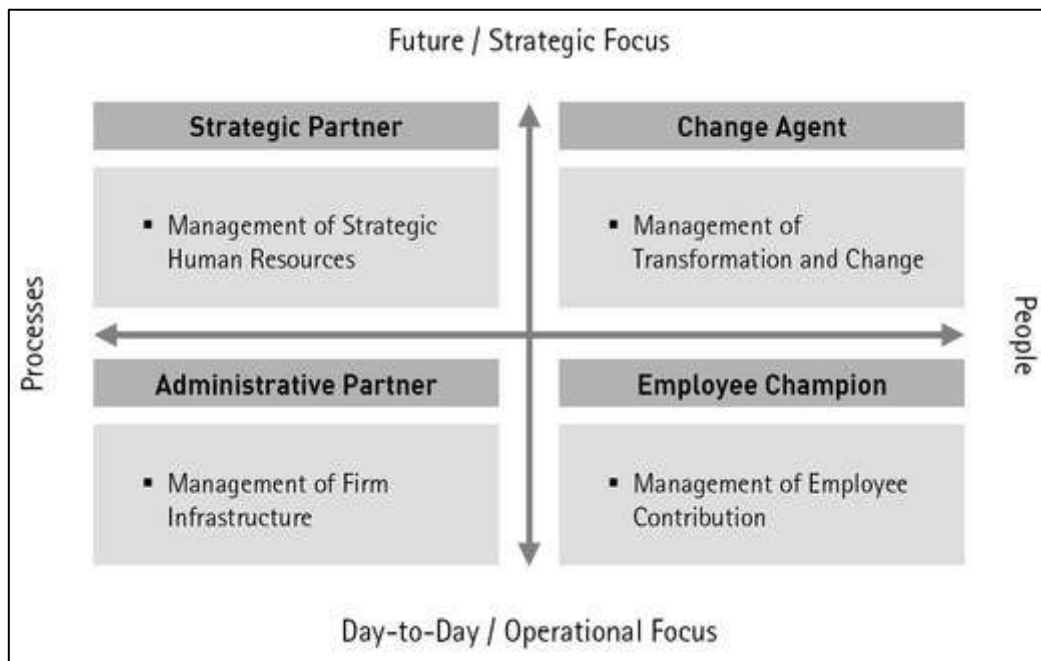 Future / Strategic Focus
Strategic Partner
Change Agent
▪ Management of Strategic
Human Resources
▪ Management of
Transformation and Change
Processes
People
Administrative Partner
Employee Champion
▪ Management of Firm
Infrastructure
▪ Management of Employee
Contribution
Day-to-Day / Operational Focus